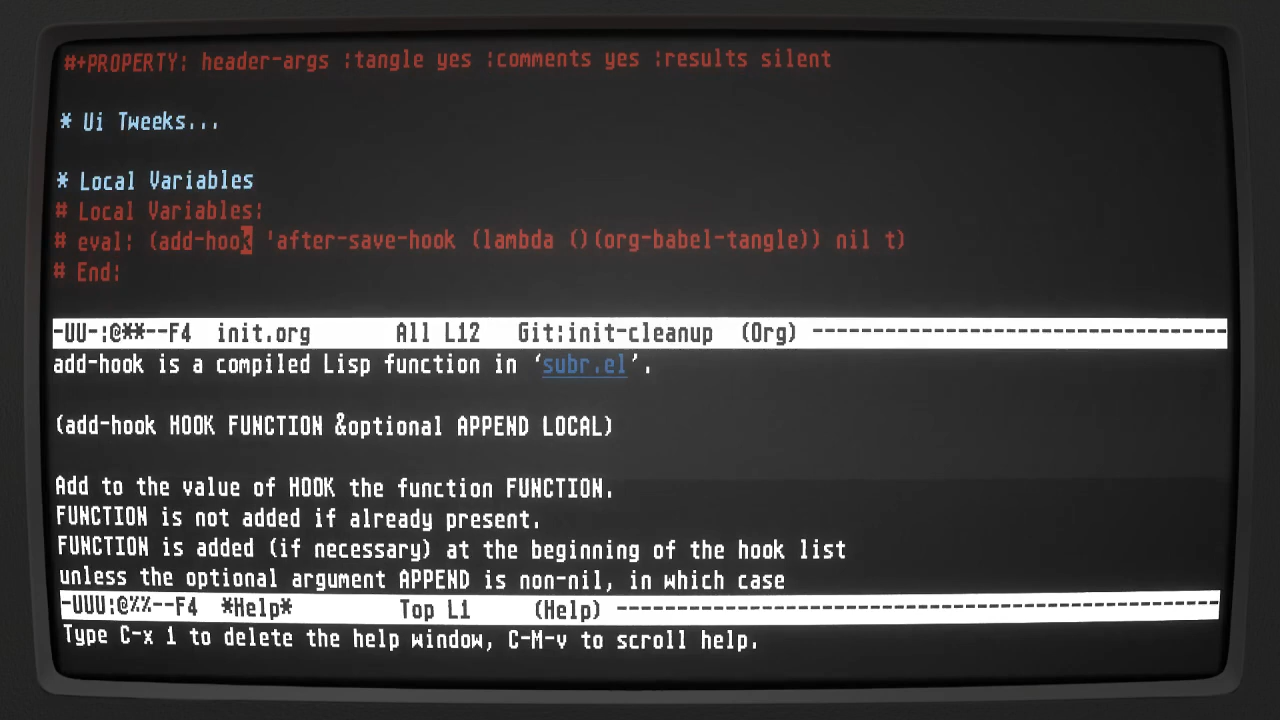 #+PROPERTY: header-args :tangle yes :comments yes :results silent
* Ui Tweeks...
* Local Variables
# Local Variables:
# eval: (add-hook 'after-save-hook (lambda ()(org-babel-tangle)) nil t)
# End:
-UU-:@**--F4  init.org        All L12    Git:init-cleanup  (Org) ------------------------------------------------------
add-hook is a compiled Lisp function in ‘subr.el’.
(add-hook HOOK FUNCTION &optional APPEND LOCAL)
Add to the value of HOOK the function FUNCTION.
FUNCTION is not added if already present.
FUNCTION is added (if necessary) at the beginning of the hook list
unless the optional argument APPEND is non-nil, in which case
-UUU:@%%--F4  *Help*          Top L1     (Help) ------------------------------------------------------------------------------
Type C-x 1 to delete the help window, C-M-v to scroll help.